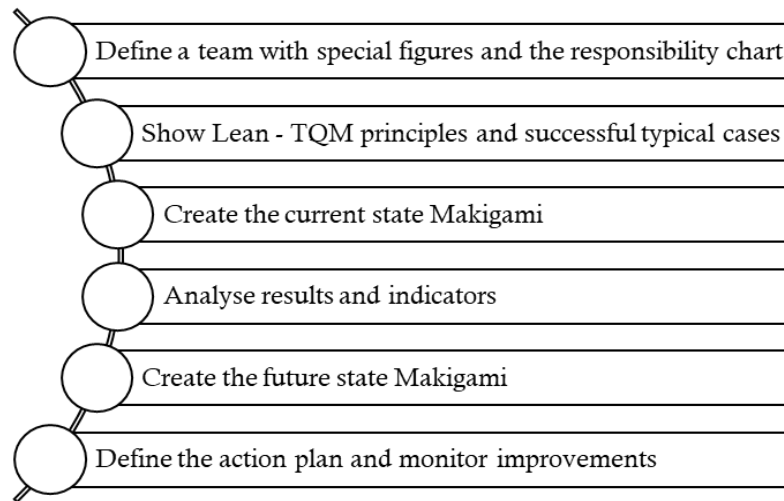 Define a team with special figures and the responsibility chart
Show Lean - TQM principles and successful typical cases
Create the current state Makigami
Analyse results and indicators
Create the future state Makigami
Define the action plan and monitor improvements